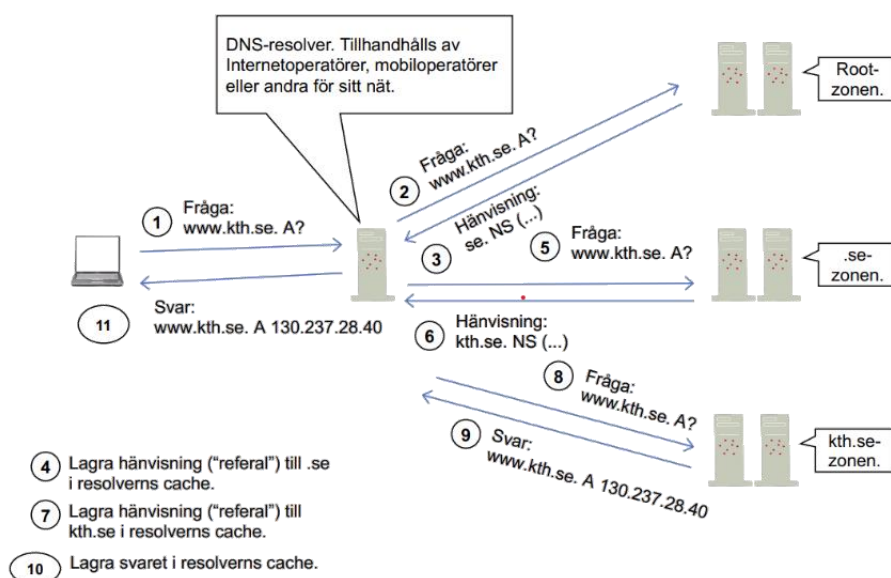 DNS-resolver. Tillhandhålls av
Internetoperatörer, mobiloperatörer
eller andra för sitt nät.
Root-
zonen.
2 Fråga:
www.kth.se. A?
1 Fråga:
www.kth.se. A?
3 Hänvisning:
se. NS (...)
5 Fråga:
www.kth.se. A?
.se-
zonen.
11 Svar:
www.kth.se. A 130.237.28.40
6 Hänvisning:
kth.se. NS (...)
8 Fråga:
www.kth.se. A?
9 Svar:
www.kth.se. A 130.237.28.40
kth.se-
zonen.
4 Lagra hänvisning (“referal”) till .se
i resolverns cache.
7 Lagra hänvisning (“referal”) till
kth.se i resolverns cache.
10 Lagra svaret i resolverns cache.